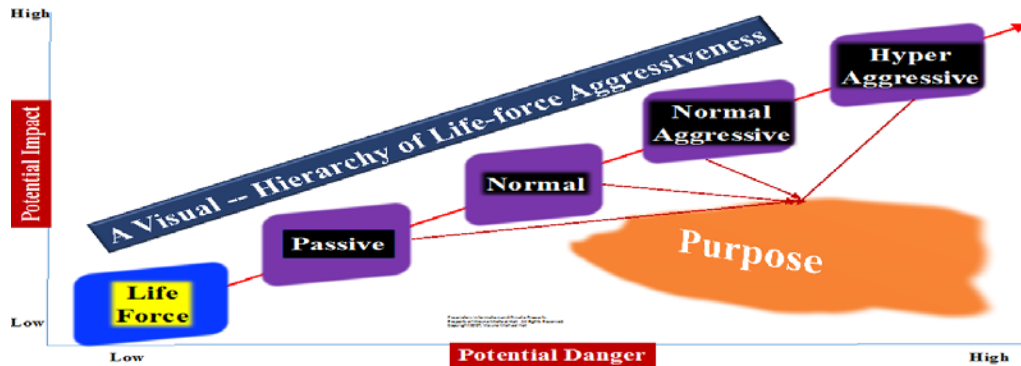 High
Hyper
Aggressive
A Visual -- Hierarchy of Life-force Aggressiveness
Normal
Aggressive
Potential Impact
Normal
Passive
Purpose
Life
Force
Low
Low
Potential Danger
High